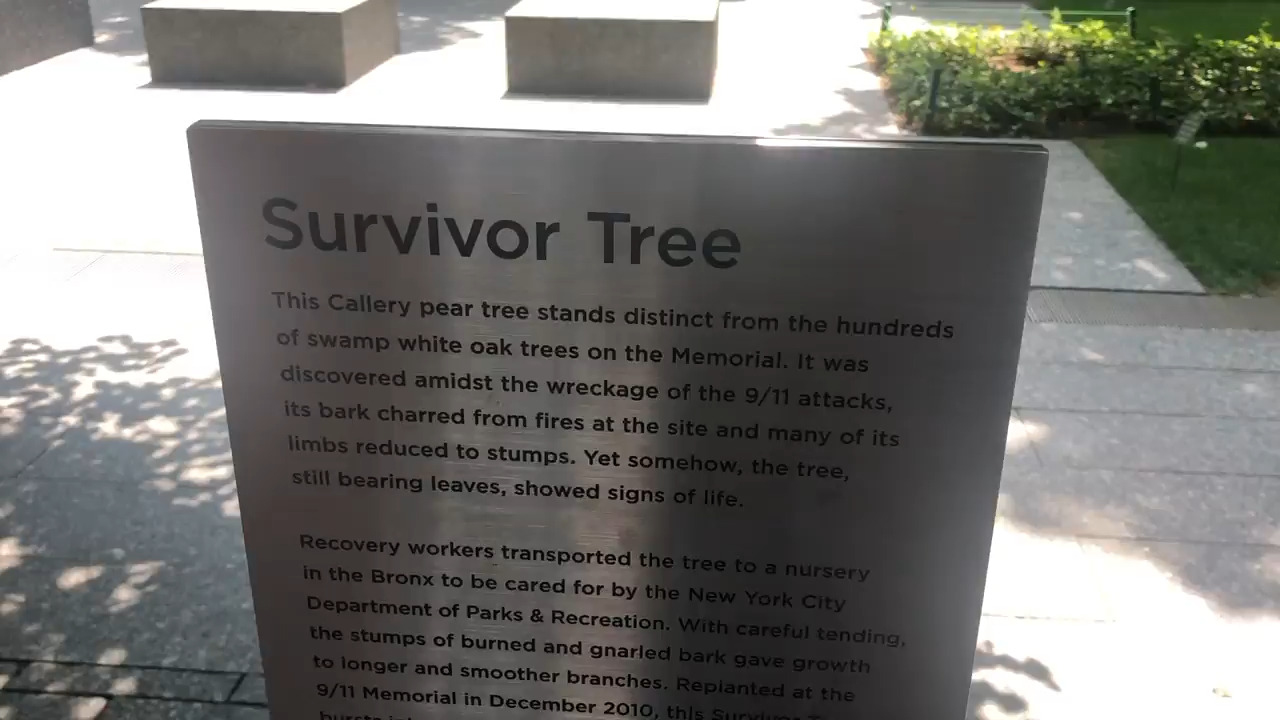 Survivor Tree
This Callery pear tree stands distinct from the hundreds
of swamp white oak trees on the Memorial. It was
discovered amidst the wreckage of the 9/11 attacks,
its bark charred from fires at the site and many of its
limbs reduced to stumps. Yet somehow, the tree,
still bearing leaves, showed signs of life.
Recovery workers transported the tree to a nursery
in the Bronx to be cared for by the New York City
Department of Parks & Recreation. With careful tending,
the stumps of burned and gnarled bark gave growth
to longer and smoother branches. Replanted at the
9/11 Memorial in December 2010, this Survivor